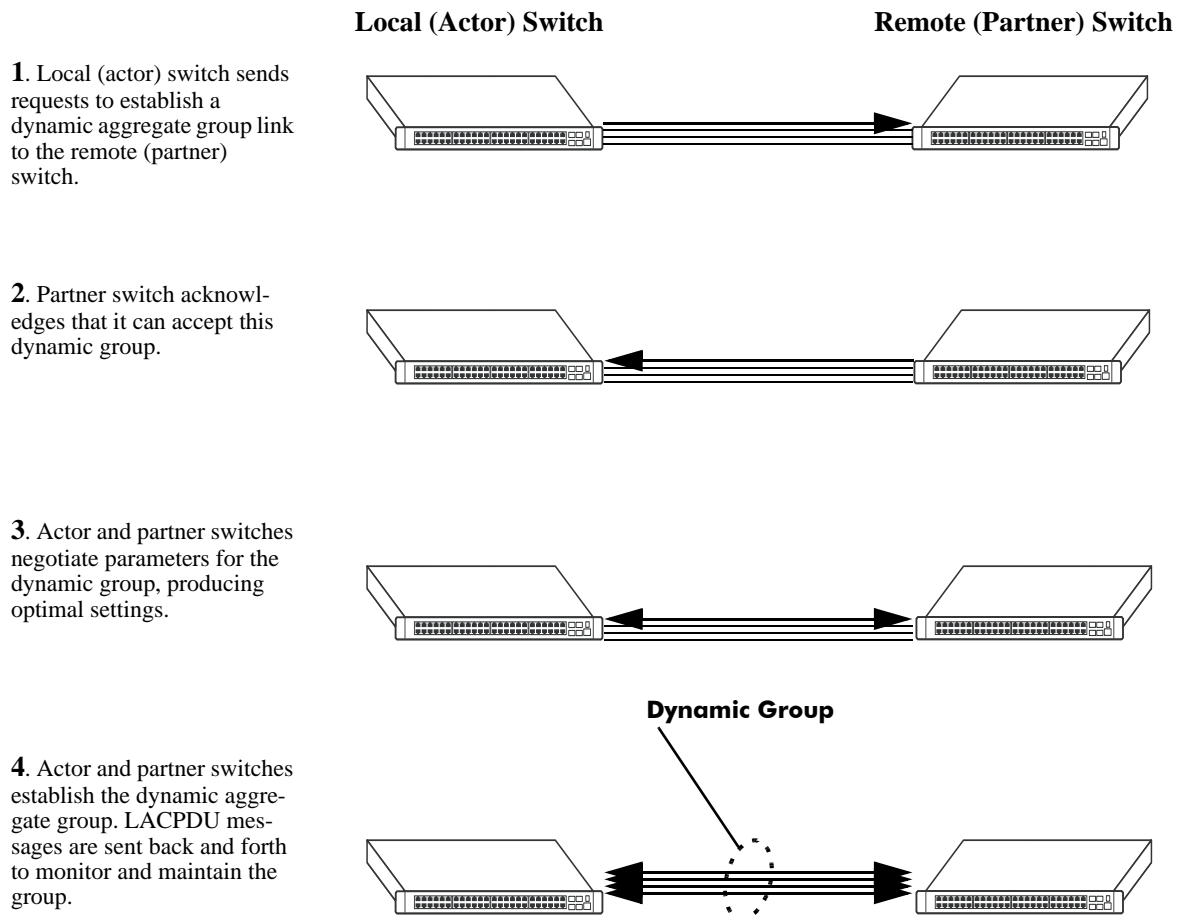 Local (Actor) Switch
Remote (Partner) Switch
1. Local (actor) switch sends
requests to establish a
dynamic aggregate group link
to the remote (partner)
switch.
2. Partner switch acknowl-
edges that it can accept this
dynamic group.
3. Actor and partner switches
negotiate parameters for the
dynamic group, producing
optimal settings.
Dynamic Group
4. Actor and partner switches
establish the dynamic aggre-
gate group. LACPDU mes-
sages are sent back and forth
to monitor and maintain the
group.